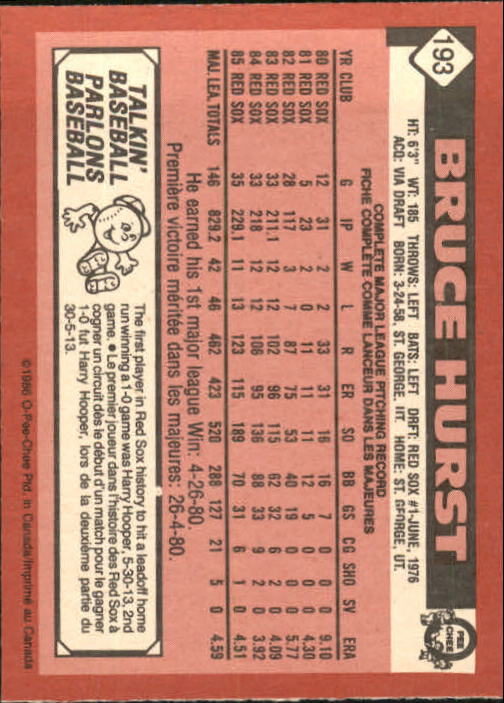 193
BRUCE HURST
O PEE CHEE
HT: 6'3" WT: 185 THROWS: LEFT BATS: LEFT DRFT: RED SOX #1-JUNE, 1976
ACQ: VIA DRAFT BORN: 3-24-58, ST. GEORGE, UT. HOME: ST. GEORGE, UT.
COMPLETE MAJOR LEAGUE PITCHING RECORD
FICHE COMPLÈTE COMME LANCEUR DANS LES MAJEURES
YR CLUB G IP W L R ER SO BB GS CG SHO SV ERA
80 RED SOX 12 31 2 2 33 31 16 16 7 0 0 0 9.10
81 RED SOX 5 23 2 0 11 11 11 12 5 0 0 0 4.30
82 RED SOX 28 117 3 7 87 75 53 40 19 0 0 0 5.77
83 RED SOX 33 211.1 12 12 102 96 115 62 32 6 2 0 4.09
84 RED SOX 33 218 12 12 106 95 136 88 33 9 2 0 3.92
85 RED SOX 35 229.1 11 13 123 115 189 70 31 6 1 0 4.51
MAJ. LEA. TOTALS 146 829.2 42 46 462 423 520 288 127 21 5 0 4.59
He earned his 1st major league Win: 4-26-80.
Première victoire méritée dans les majeures: 26-4-80.
TALKIN'
BASEBALL
PARLONS
BASEBALL
The first player in Red Sox history to hit a leadoff home
run winning a 1-0 game was Harry Hooper, 5-30-13, 2nd
game. • Le premier joueur dans l'histoire des Red Sox à
cogner un circuit dès le début d'un match pour le gagner
1-0 fut Harry Hooper, lors de la deuxième partie du
30-5-13.
©1986 O-Pee-Chee Ptd. in Canada/Imprimé au Canada